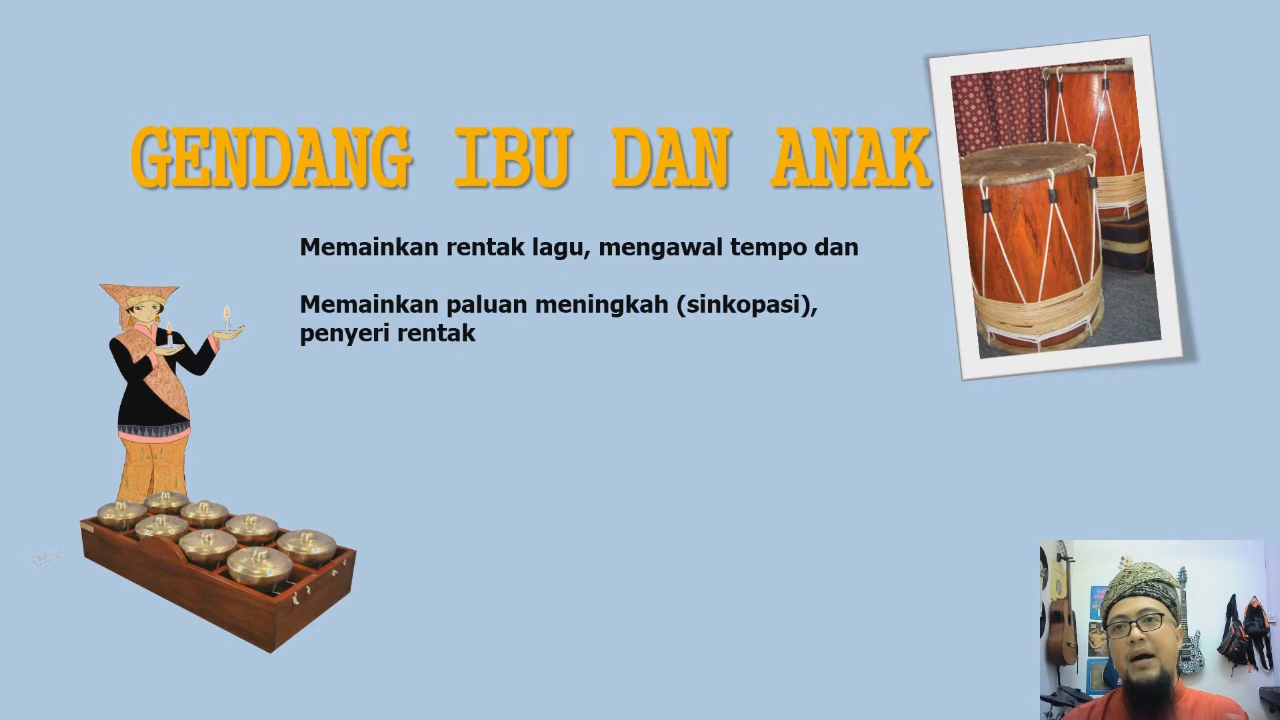 GENDANG IBU DAN ANAK
Memainkan rentak lagu, mengawal tempo dan
Memainkan paluan meningkah (sinkopasi),
penyeri rentak